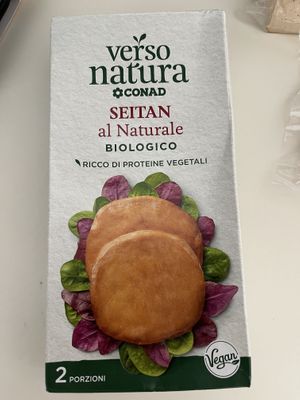 verso
natura
CONAD
SEITAN
al Naturale
BIOLOGICO
RICCO DI PROTEINE VEGETALI
Vegan
2 PORZIONI